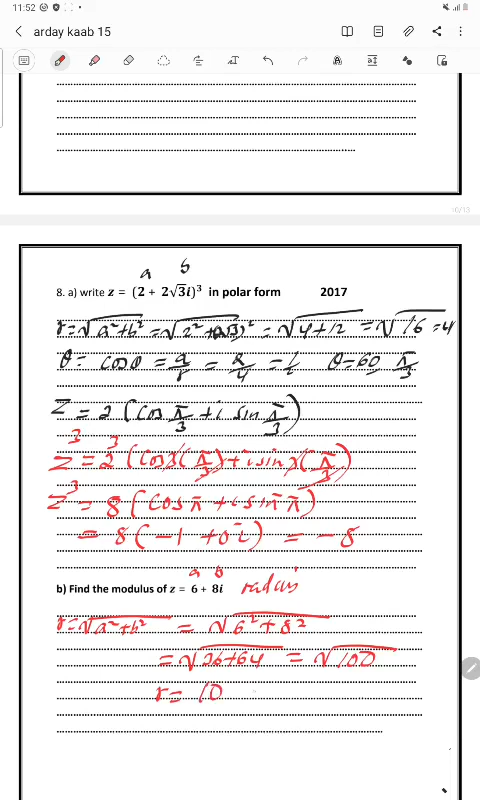 11:52
arday kaab 15
10/13
a b
8. a) write z = (2 + 2√3i)³ in polar form 2017
r=√a²+b² = √2²+(2√3)² = √4+12 = √16 = 4
θ= cosθ = a/r = 2/4 = 1/2 θ=60 π/3
Z = 2 (cos π/3 + i sin π/3)
Z³ = 2³ (cos 3(π/3) + i sin 3(π/3))
Z³ = 8 (cos π + i sin π)
= 8 (-1 + 0i) = -8
a b
b) Find the modulus of z = 6 + 8i radius
r=√a²+b² = √6²+8²
=√36+64 = √100
r= 10